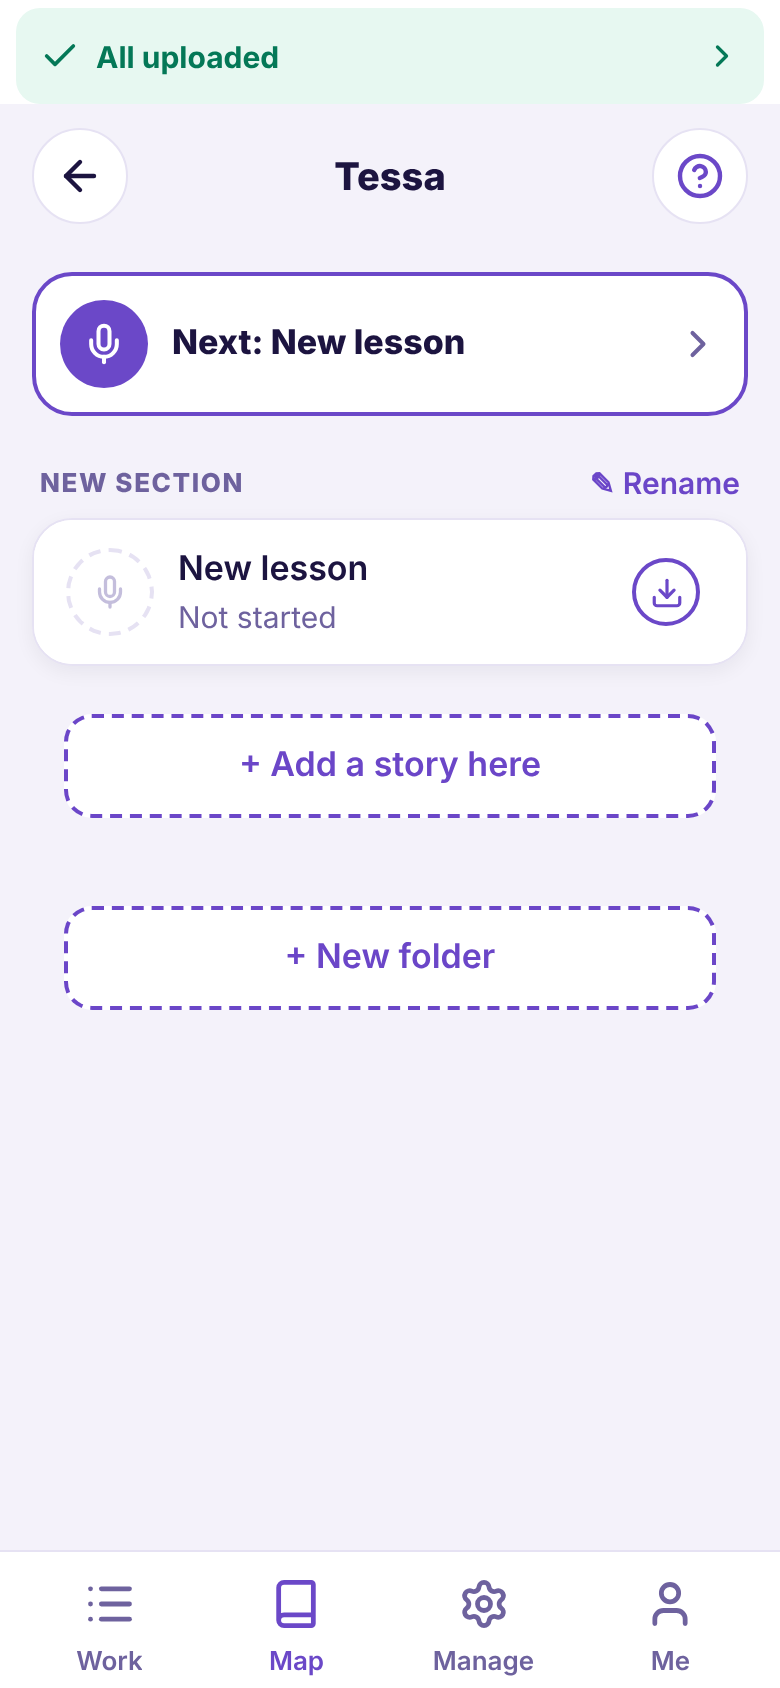 All uploaded
Tessa
Next: New lesson
NEW SECTION
✎ Rename
New lesson
Not started
+ Add a story here
+ New folder
Work
Map
Manage
Me